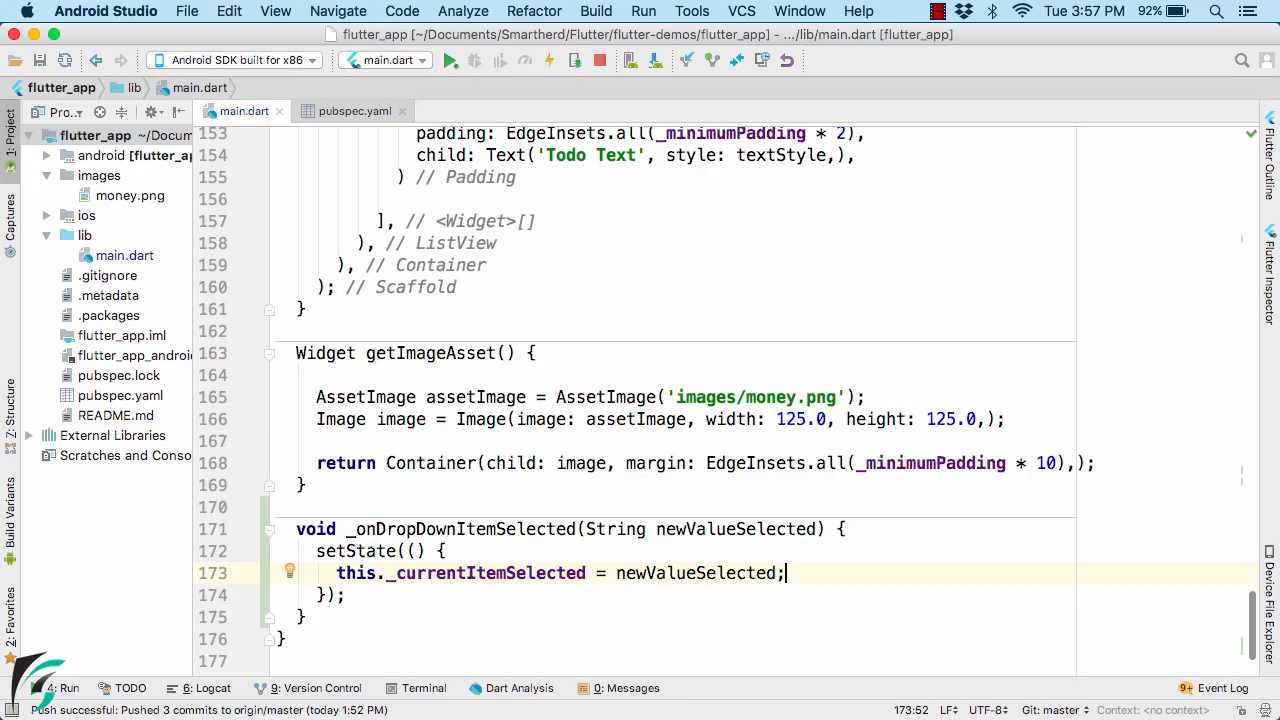 Android Studio File Edit View Navigate Code Analyze Refactor Build Run Tools VCS Window Help Tue 3:57 PM 92%
flutter_app [~/Documents/Smartherd/Flutter/flutter-demos/flutter_app] - .../lib/main.dart [flutter_app]
Android SDK built for x86 main.dart
flutter_app lib main.dart
1: Project
Captures
7: Structure
Build Variants
2: Favorites
Pro..
main.dart pubspec.yaml
flutter_app ~/Docum
android [flutter_a
images
money.png
ios
lib
main.dart
.gitignore
.metadata
.packages
flutter_app.iml
flutter_app_androi
pubspec.lock
pubspec.yaml
README.md
External Libraries
Scratches and Conso
153 padding: EdgeInsets.all(_minimumPadding * 2),
154 child: Text('Todo Text', style: textStyle,),
155 ) // Padding
156
157 ], // <Widget>[]
158 ), // ListView
159 ), // Container
160 ); // Scaffold
161 }
162
163 Widget getImageAsset() {
164
165 AssetImage assetImage = AssetImage('images/money.png');
166 Image image = Image(image: assetImage, width: 125.0, height: 125.0,);
167
168 return Container(child: image, margin: EdgeInsets.all(_minimumPadding * 10),);
169 }
170
171 void _onDropDownItemSelected(String newValueSelected) {
172 setState(() {
173 this._currentItemSelected = newValueSelected;
174 });
175 }
176 }
177
Flutter Outline
Flutter Inspector
Device File Explorer
4: Run TODO 6: Logcat 9: Version Control Terminal Dart Analysis 0: Messages 9+ Event Log
Push successful: Pushed 3 commits to origin/master (today 1:52 PM) 173:52 LF÷ UTF-8÷ Git: master÷ Context: <no context>